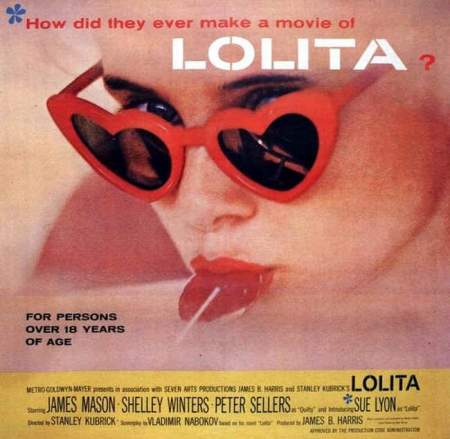 *How did they ever make a movie of
LOLITA ?
FOR PERSONS
OVER 18 YEARS
OF AGE
METRO-GOLDWYN-MAYER presents in association with SEVEN ARTS PRODUCTIONS JAMES B. HARRIS and STANLEY KUBRICK'S LOLITA
Starring JAMES MASON · SHELLEY WINTERS · PETER SELLERS as "Quilty" and Introducing * SUE LYON as "Lolita"
Directed by STANLEY KUBRICK Screenplay by VLADIMIR NABOKOV based on his novel "Lolita" Produced by JAMES B. HARRIS
APPROVED BY THE PRODUCTION CODE ADMINISTRATION